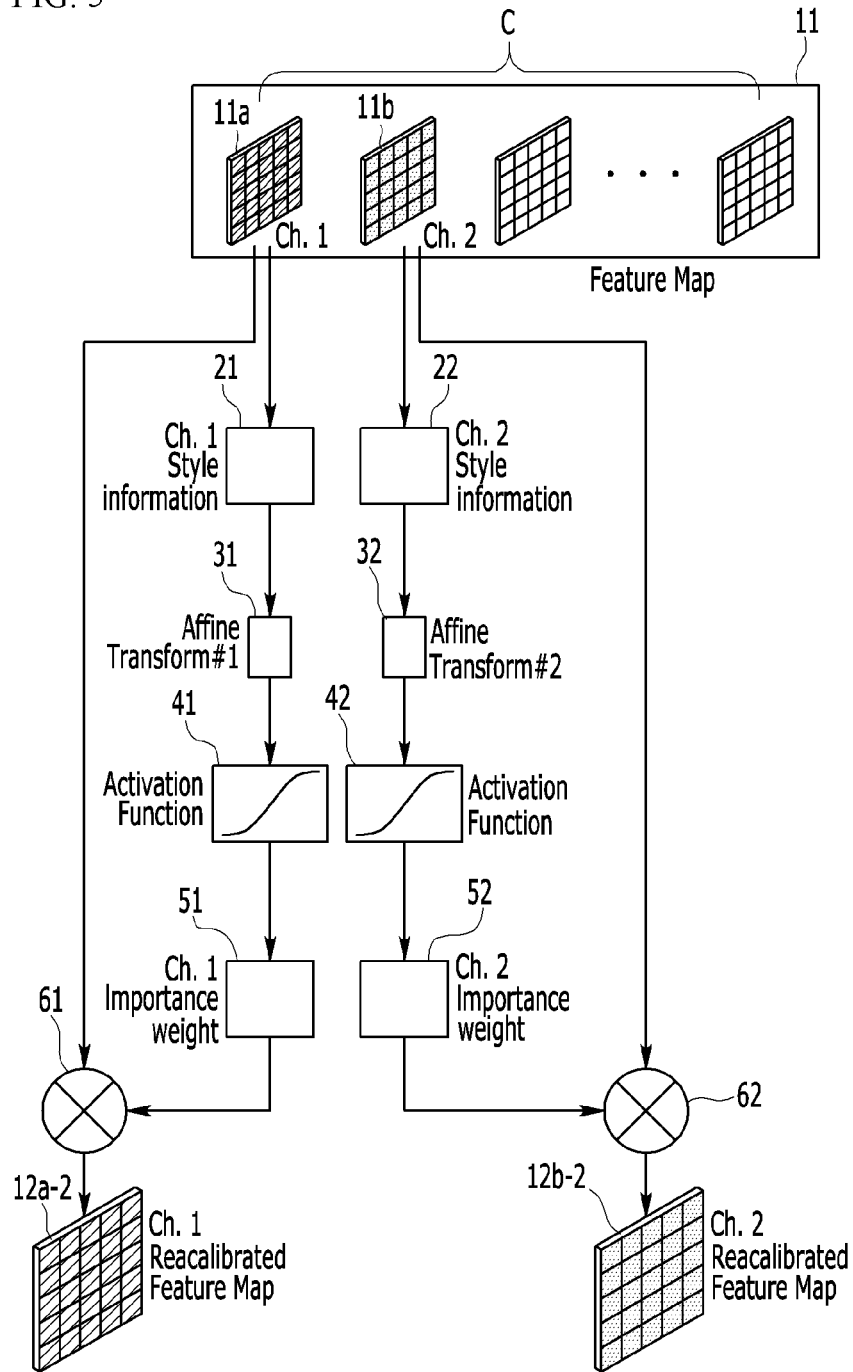 C
11
11a
11b
Ch. 1
Ch. 2
. . .
Feature Map
21
22
Ch. 1
Style
information
Ch. 2
Style
information
31
32
Affine
Transform#1
Affine
Transform#2
41
42
Activation
Function
Activation
Function
51
52
Ch. 1
Importance
weight
Ch. 2
Importance
weight
61
62
12a-2
Ch. 1
Reacalibrated
Feature Map
12b-2
Ch. 2
Reacalibrated
Feature Map